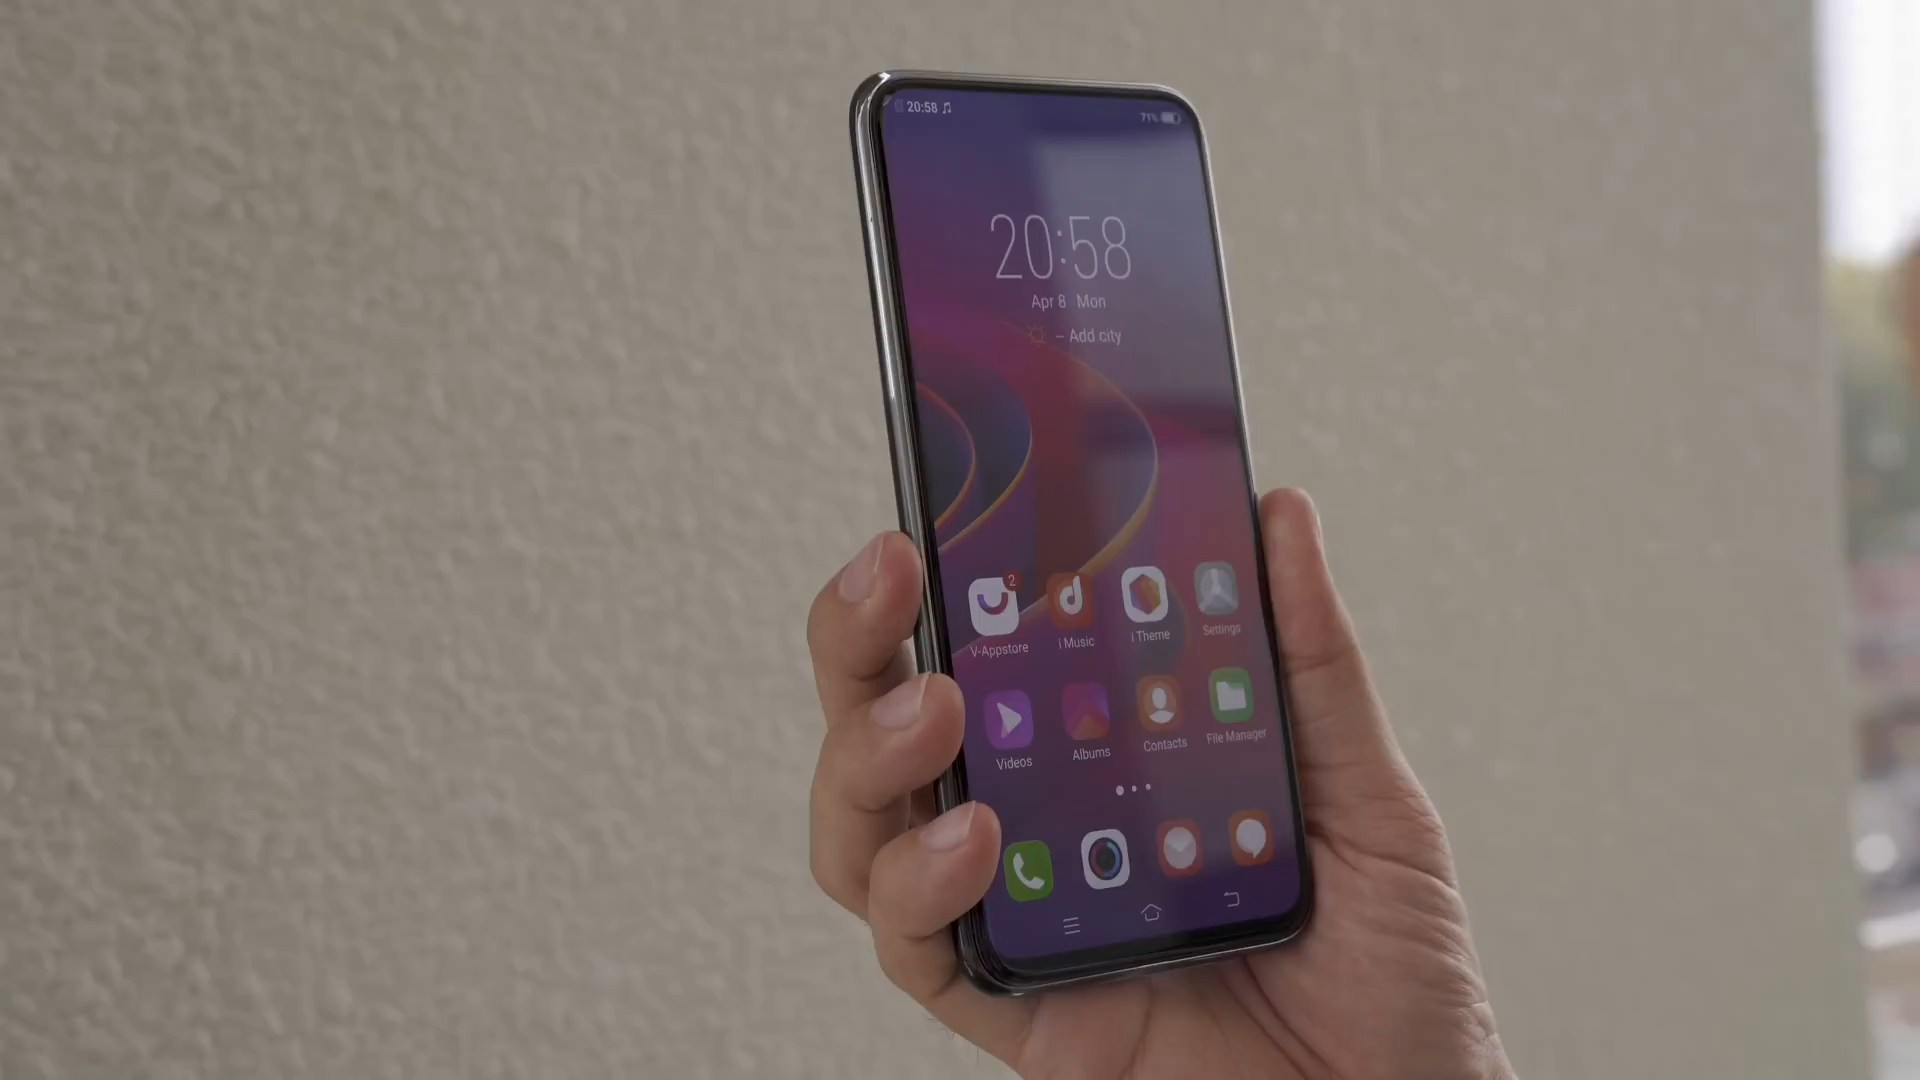 20:58
71%
20:58
Apr 8 Mon
– Add city
2
V-Appstore
i Music
i Theme
Settings
Videos
Albums
Contacts
File Manager